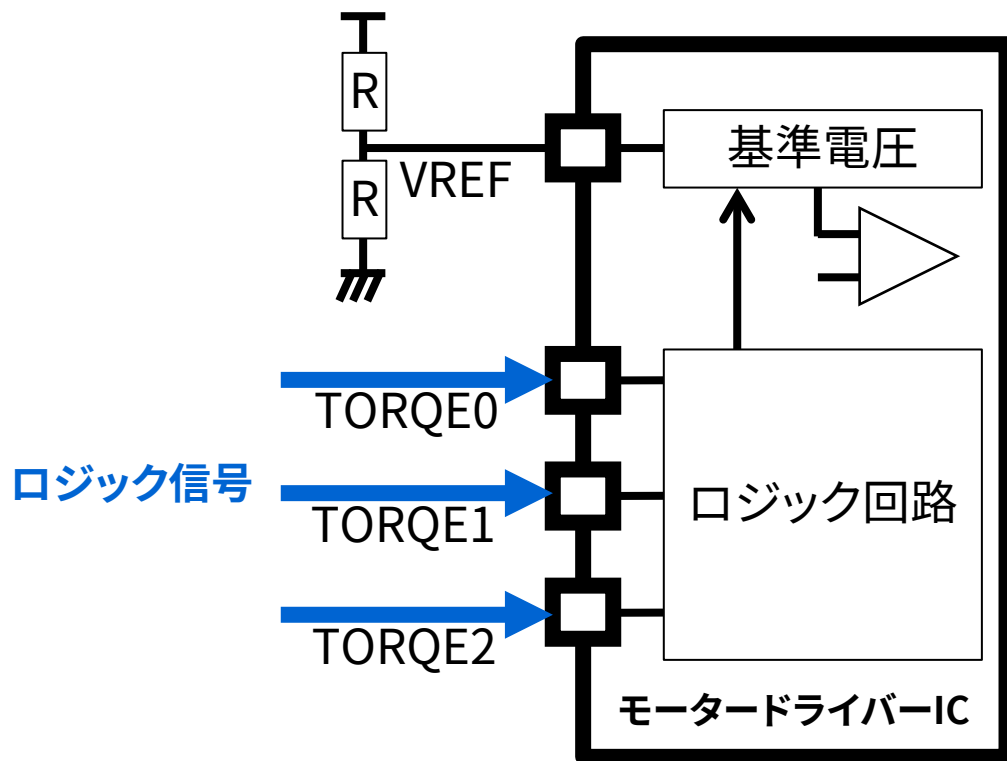 R
R
VREF
基準電圧
TORQE0
TORQE1
TORQE2
ロジック信号
ロジック回路
モータードライバーIC